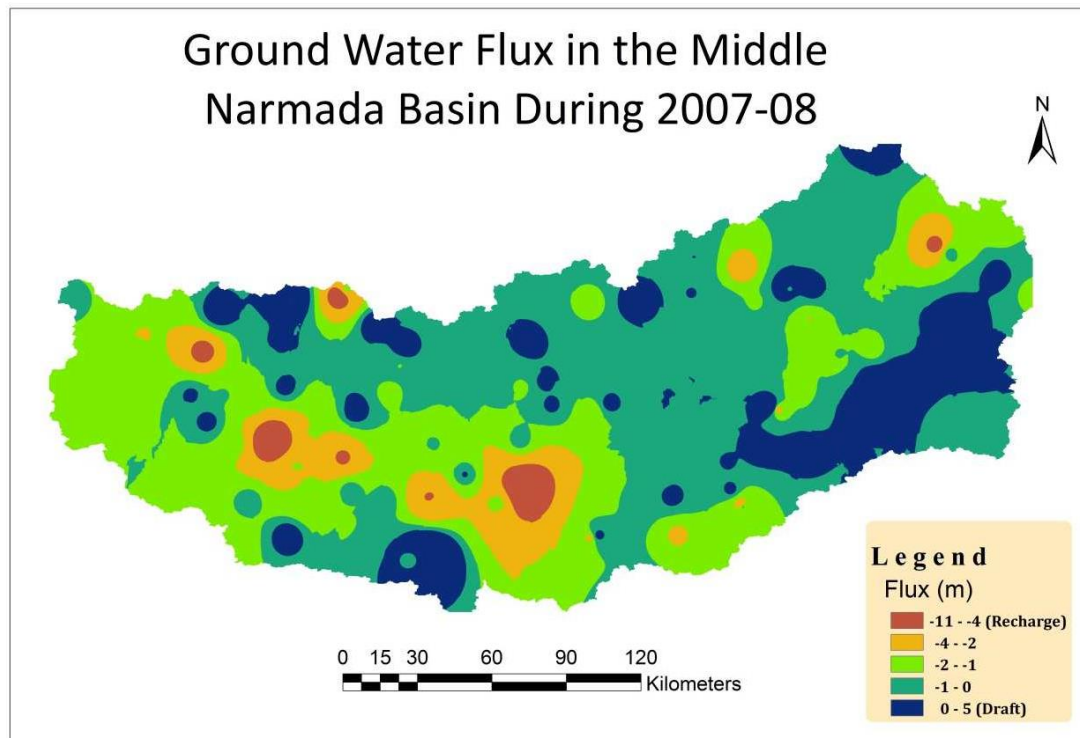 Ground Water Flux in the Middle
Narmada Basin During 2007-08
N
Legend
Flux (m)
-11 - -4 (Recharge)
-4 - -2
-2 - -1
-1 - 0
0 - 5 (Draft)
0 15 30 60 90 120
Kilometers